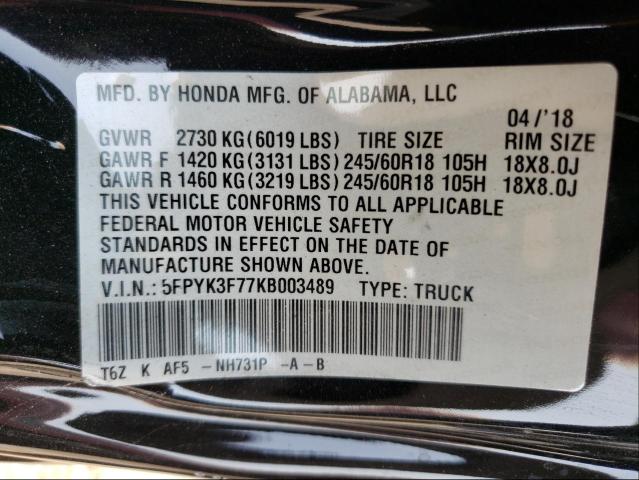 MFD. BY HONDA MFG. OF ALABAMA, LLC
04/'18
GVWR 2730 KG(6019 LBS) TIRE SIZE RIM SIZE
GAWR F 1420 KG(3131 LBS) 245/60R18 105H 18X8.0J
GAWR R 1460 KG(3219 LBS) 245/60R18 105H 18X8.0J
THIS VEHICLE CONFORMS TO ALL APPLICABLE
FEDERAL MOTOR VEHICLE SAFETY
STANDARDS IN EFFECT ON THE DATE OF
MANUFACTURE SHOWN ABOVE.
V.I.N.: 5FPYK3F77KB003489 TYPE: TRUCK
T6Z K AF5 -NH731P -A-B